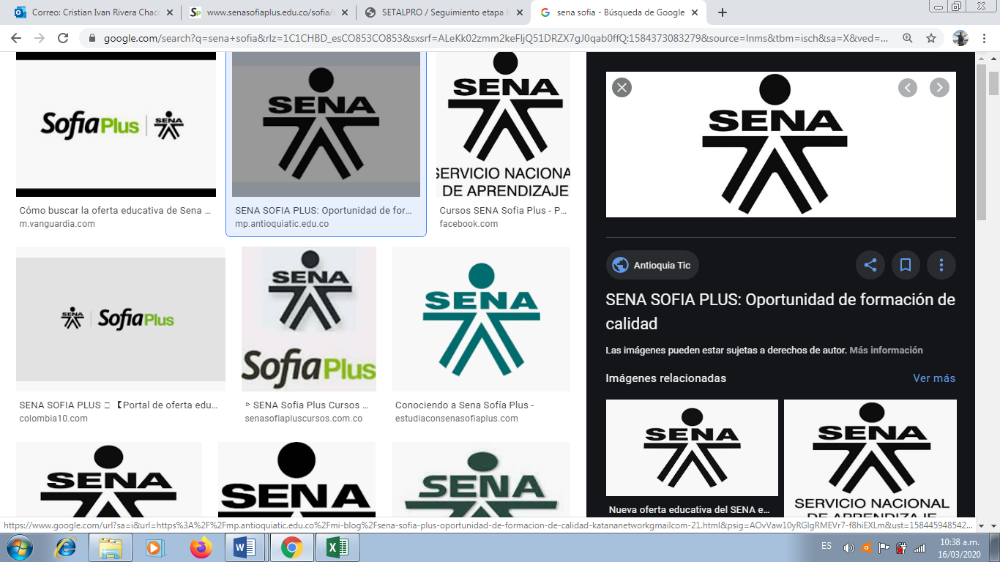 Correo: Cristian Ivan Rivera Chac
www.senasofiaplus.edu.co/sofia/
SETALPRO / Seguimiento etapa l
sena sofia - Búsqueda de Google
google.com/search?q=sena+sofia&rlz=1C1CHBD_esCO853CO853&sxsrf=ALeKk02zmm2keFIjQ51DRZX7gJ0qab0ffQ:1584373083279&source=lnms&tbm=isch&sa=X&ved=...
SofiaPlus | SENA
SENA
SENA
SERVICIO NACIONA
DE APRENDIZAJE
Cómo buscar la oferta educativa de Sena ...
m.vanguardia.com
SENA SOFIA PLUS: Oportunidad de for...
mp.antioquiatic.edu.co
Cursos SENA Sofia Plus - P...
facebook.com
SENA | SofiaPlus
SENA
SofiaPlus
SENA
SENA SOFIA PLUS □ 【Portal de oferta edu...
colombia10.com
▷ SENA Sofia Plus Cursos ...
senasofiapluscursos.com.co
Conociendo a Sena Sofía Plus -
estudiaconsenasofiaplus.com
SENA
SENA
SENA
SENA
Antioquia Tic
SENA SOFIA PLUS: Oportunidad de formación de
calidad
Las imágenes pueden estar sujetas a derechos de autor. Más información
Imágenes relacionadas
Ver más
SENA
SENA
SERVICIO NACIONAL
DE APRENDIZAJE
Nueva oferta educativa del SENA e...
https://www.google.com/url?sa=i&url=https%3A%2F%2Fmp.antioquiatic.edu.co%2Fmi-blog%2Fsena-sofia-plus-oportunidad-de-formacion-de-calidad-katananetworkgmailcom-21.html&psig=AOvVaw10yRGlgRMEVr7-f8hiEXLm&ust=158445948542...
ES
10:38 a.m.
16/03/2020